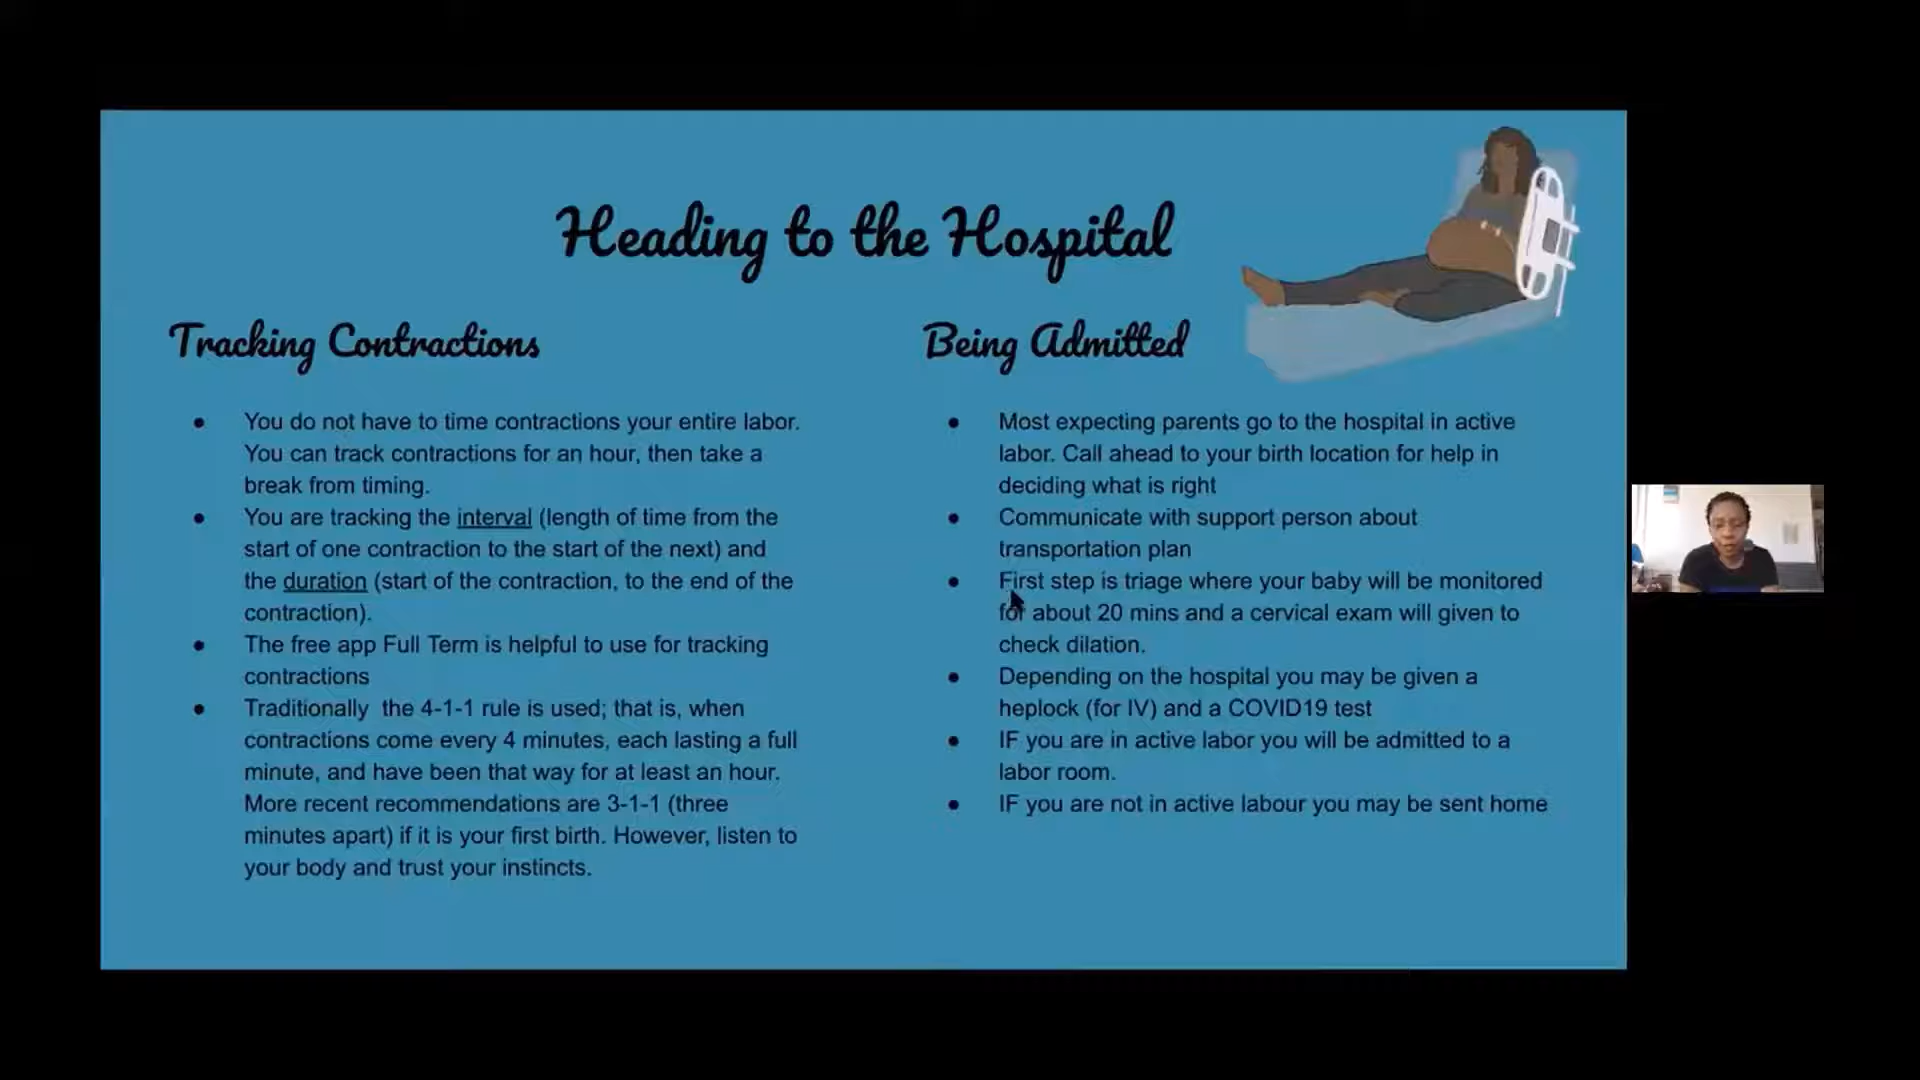 Heading to the Hospital
Tracking Contractions
You do not have to time contractions your entire labor.
You can track contractions for an hour, then take a
break from timing.
You are tracking the interval (length of time from the
start of one contraction to the start of the next) and
the duration (start of the contraction, to the end of the
contraction).
The free app Full Term is helpful to use for tracking
contractions
Traditionally the 4-1-1 rule is used; that is, when
contractions come every 4 minutes, each lasting a full
minute, and have been that way for at least an hour.
More recent recommendations are 3-1-1 (three
minutes apart) if it is your first birth. However, listen to
your body and trust your instincts.
Being Admitted
Most expecting parents go to the hospital in active
labor. Call ahead to your birth location for help in
deciding what is right
Communicate with support person about
transportation plan
First step is triage where your baby will be monitored
for about 20 mins and a cervical exam will given to
check dilation.
Depending on the hospital you may be given a
heplock (for IV) and a COVID19 test
IF you are in active labor you will be admitted to a
labor room.
IF you are not in active labour you may be sent home